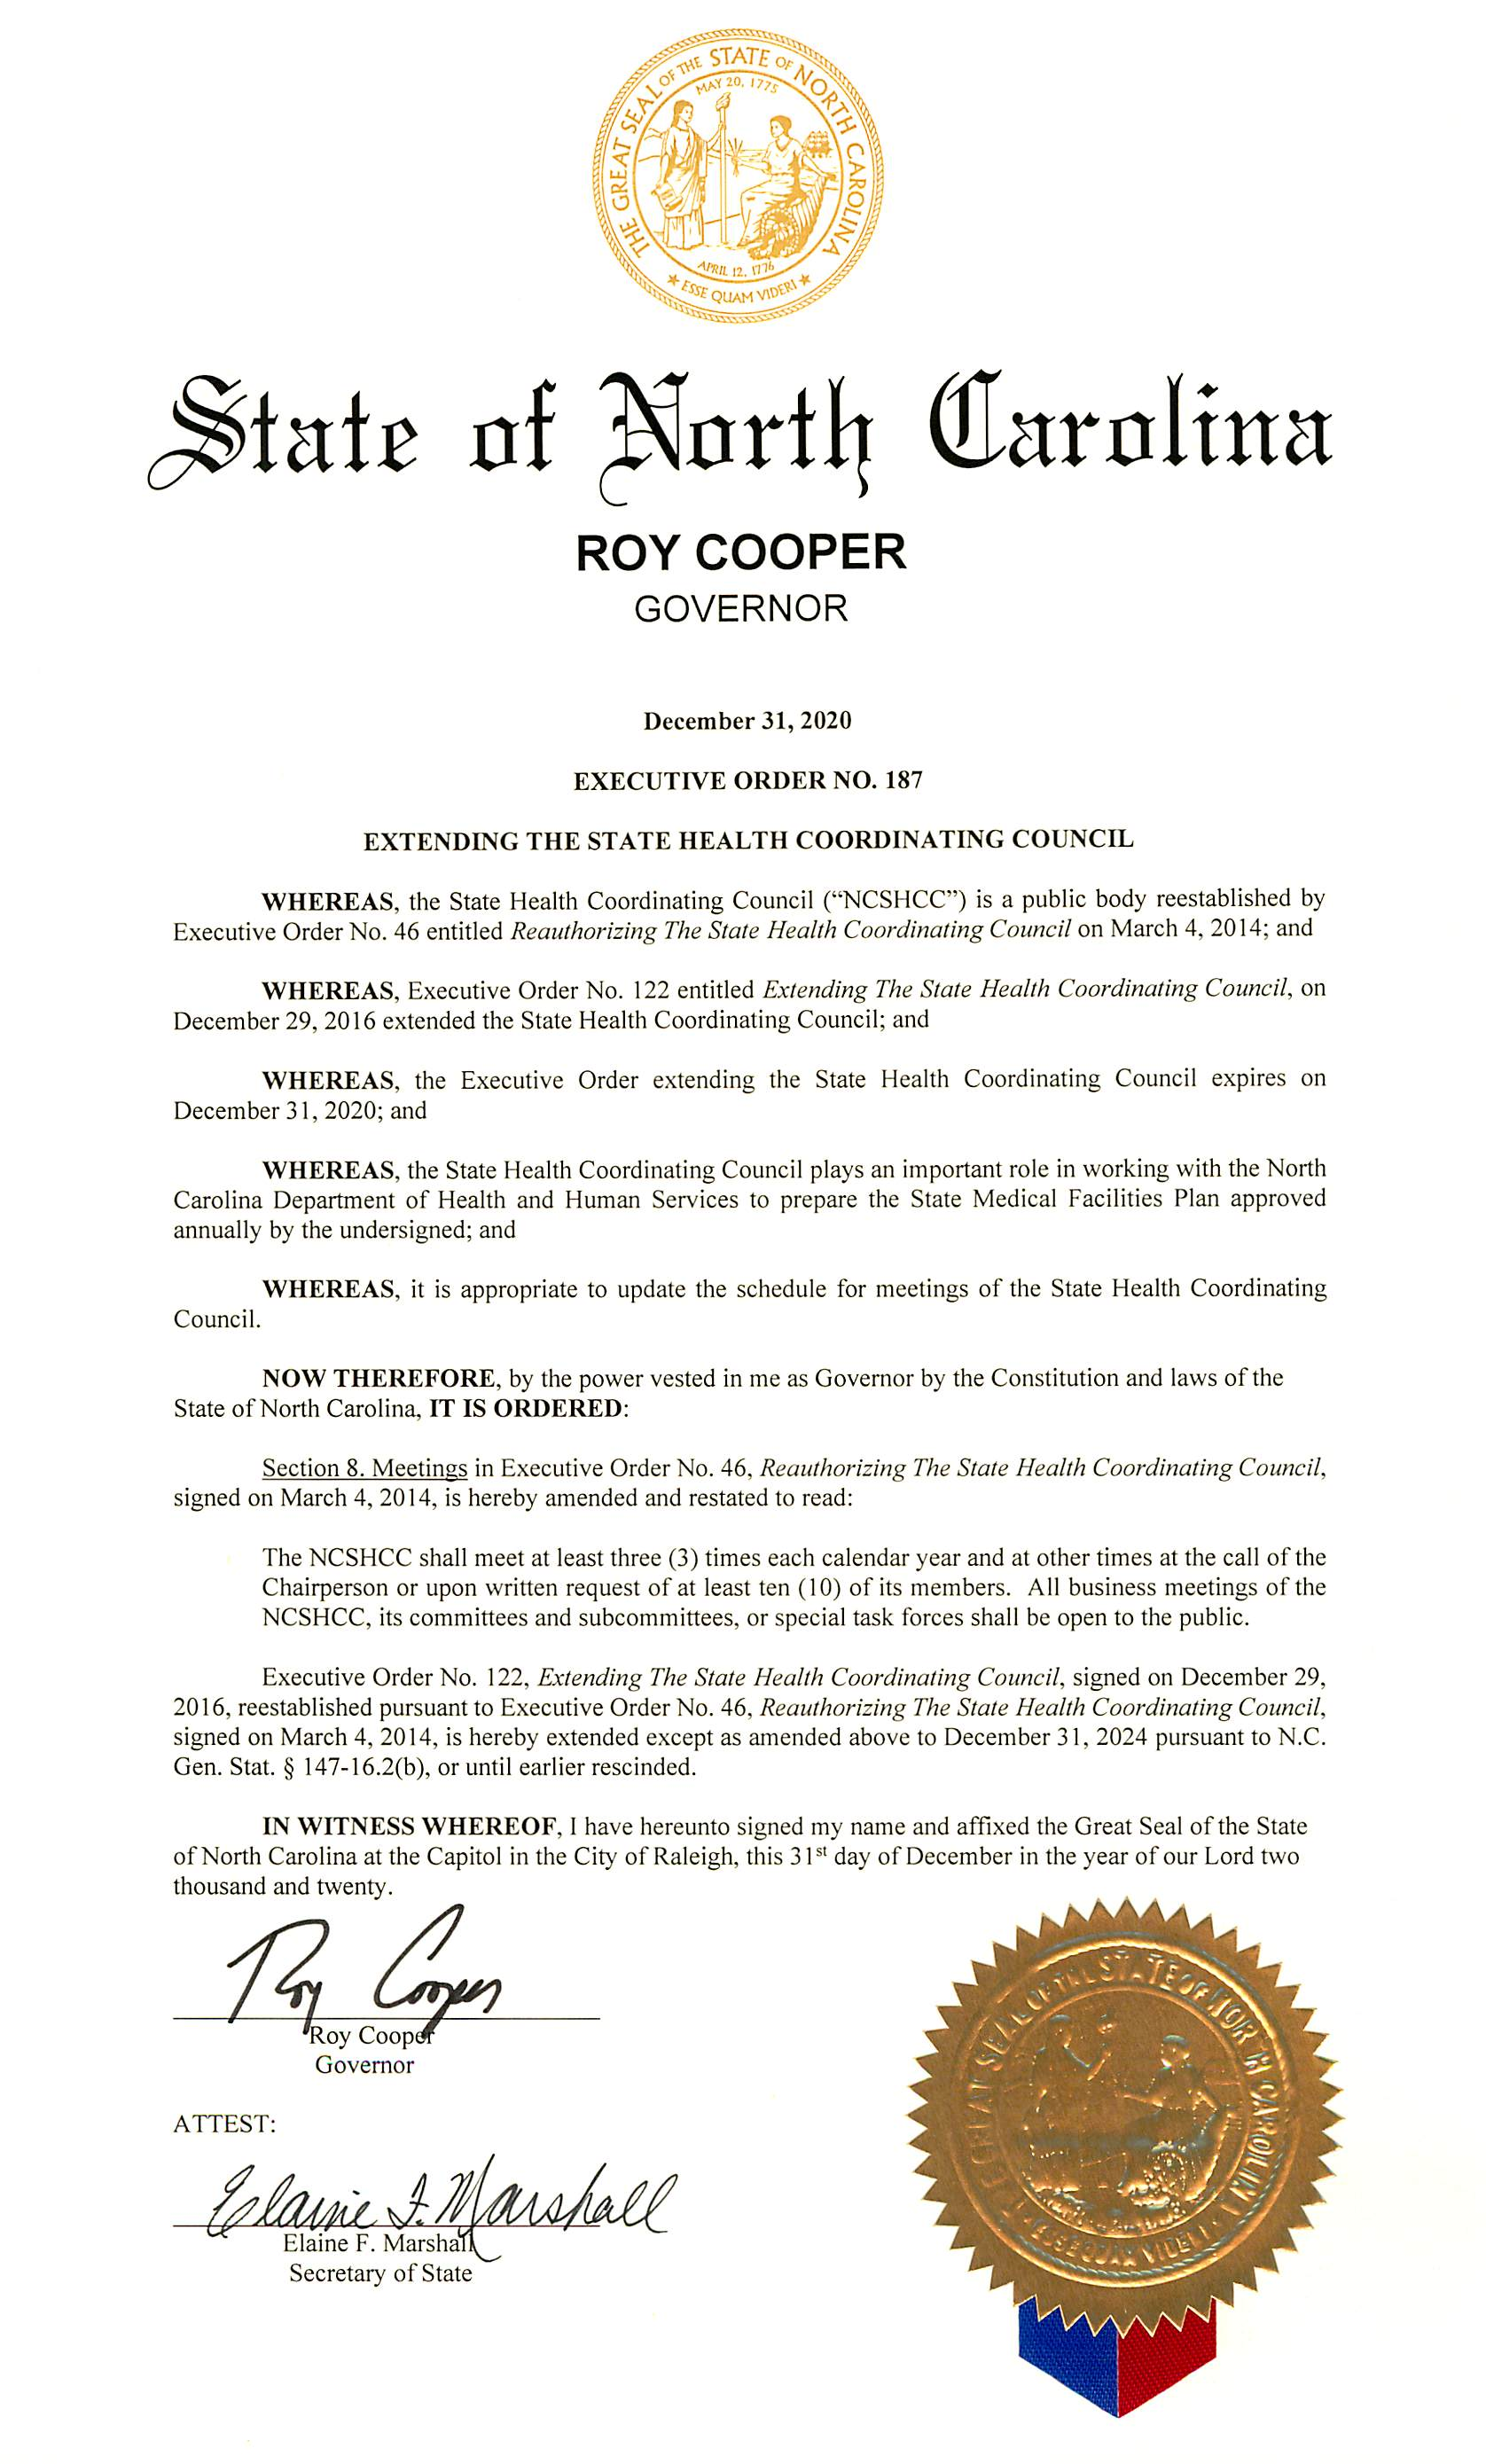 THE GREAT SEAL OF THE STATE OF NORTH CAROLINA
MAY 20, 1775
APRIL 12, 1776
★ ESSE QUAM VIDERI ★
State of North Carolina
ROY COOPER
GOVERNOR
December 31, 2020
EXECUTIVE ORDER NO. 187
EXTENDING THE STATE HEALTH COORDINATING COUNCIL
WHEREAS, the State Health Coordinating Council (“NCSHCC”) is a public body reestablished by
Executive Order No. 46 entitled Reauthorizing The State Health Coordinating Council on March 4, 2014; and
WHEREAS, Executive Order No. 122 entitled Extending The State Health Coordinating Council, on
December 29, 2016 extended the State Health Coordinating Council; and
WHEREAS, the Executive Order extending the State Health Coordinating Council expires on
December 31, 2020; and
WHEREAS, the State Health Coordinating Council plays an important role in working with the North
Carolina Department of Health and Human Services to prepare the State Medical Facilities Plan approved
annually by the undersigned; and
WHEREAS, it is appropriate to update the schedule for meetings of the State Health Coordinating
Council.
NOW THEREFORE, by the power vested in me as Governor by the Constitution and laws of the
State of North Carolina, IT IS ORDERED:
Section 8. Meetings in Executive Order No. 46, Reauthorizing The State Health Coordinating Council,
signed on March 4, 2014, is hereby amended and restated to read:
The NCSHCC shall meet at least three (3) times each calendar year and at other times at the call of the
Chairperson or upon written request of at least ten (10) of its members. All business meetings of the
NCSHCC, its committees and subcommittees, or special task forces shall be open to the public.
Executive Order No. 122, Extending The State Health Coordinating Council, signed on December 29,
2016, reestablished pursuant to Executive Order No. 46, Reauthorizing The State Health Coordinating Council,
signed on March 4, 2014, is hereby extended except as amended above to December 31, 2024 pursuant to N.C.
Gen. Stat. § 147-16.2(b), or until earlier rescinded.
IN WITNESS WHEREOF, I have hereunto signed my name and affixed the Great Seal of the State
of North Carolina at the Capitol in the City of Raleigh, this 31st day of December in the year of our Lord two
thousand and twenty.
Roy Cooper
Roy Cooper
Governor
ATTEST:
Elaine F. Marshall
Elaine F. Marshall
Secretary of State
GREAT SEAL OF THE STATE OF NORTH CAROLINA
ESSE QUAM VIDERI